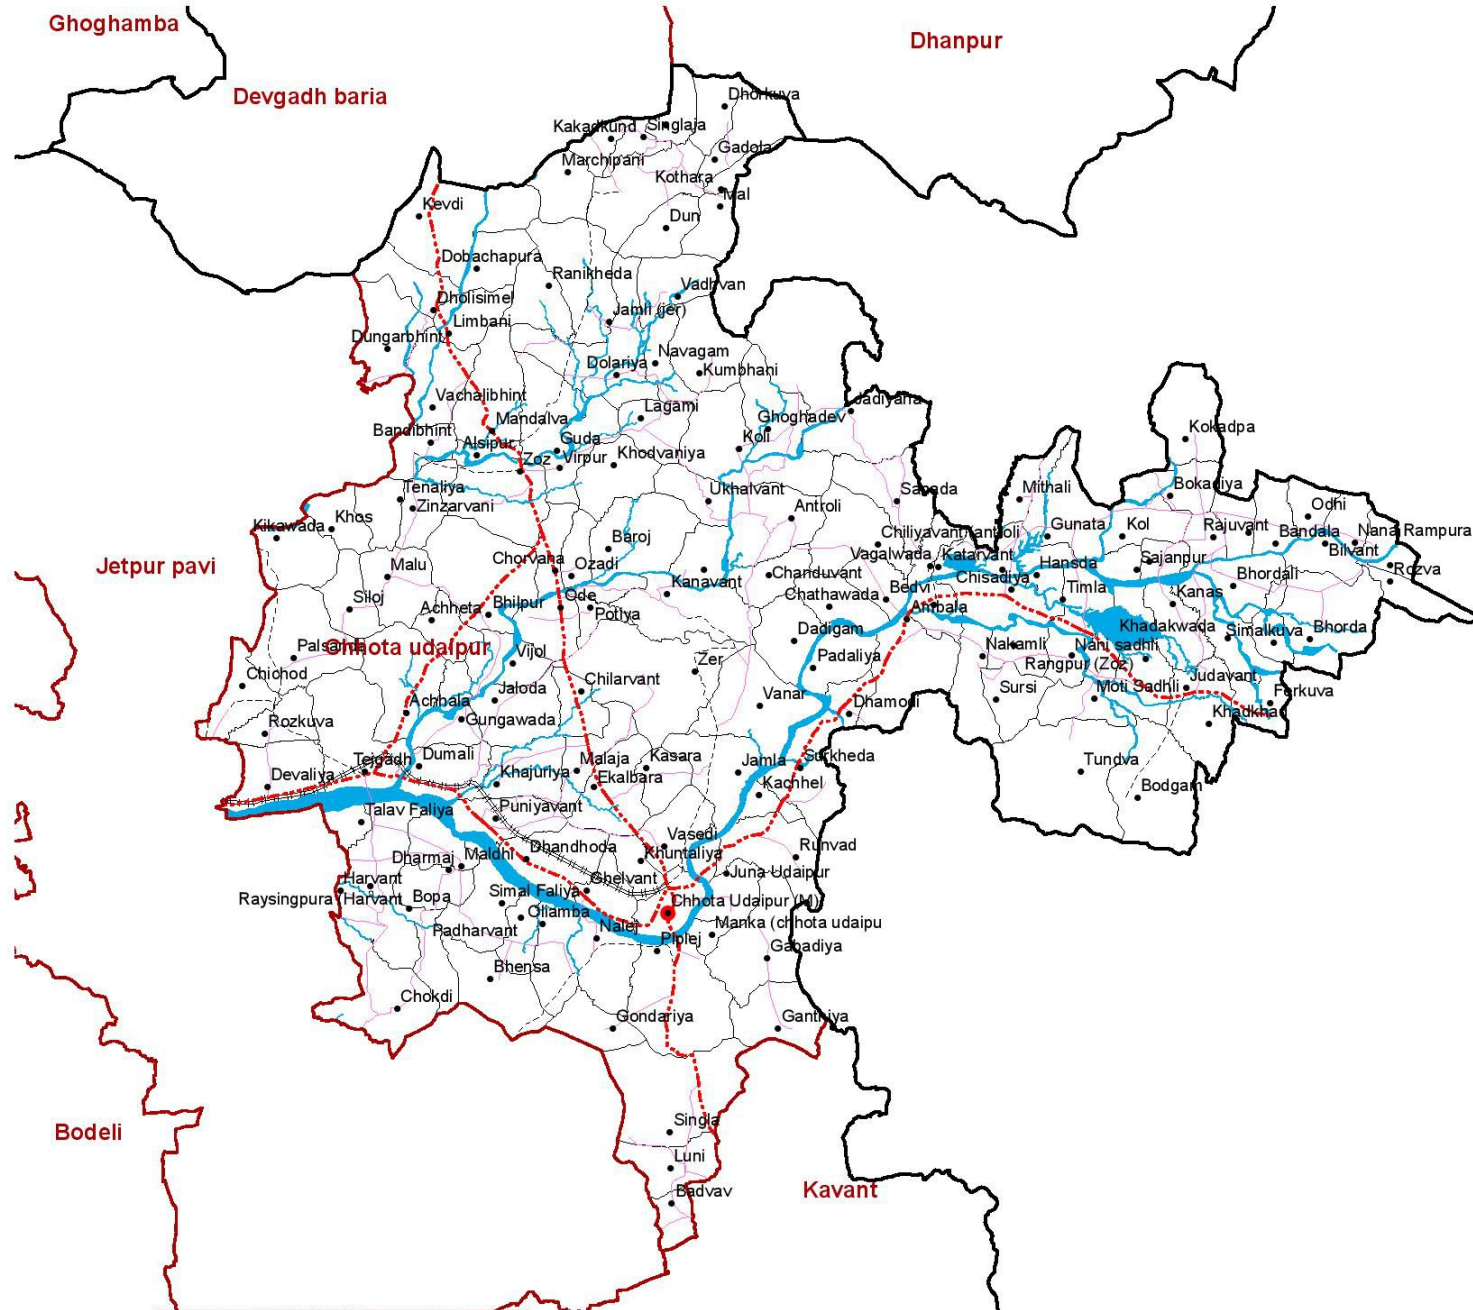 Ghoghamba
Dhanpur
Devgadh baria
Dhorkuva
Kakadkund
Singlaja
Gadola
Marchipani
Kothara
Mal
Kevdi
Dun
Dobachapura
Ranikheda
Vadhvan
Dholisimel
Jamli (jer)
Limbani
Dungarbhint
Navagam
Dolariya
Kumbhani
Vachalibhint
Jadiyana
Lagami
Mandalva
Ghoghadev
Kokadpa
Bandibhint
Alsipur
Guda
Koli
Zoz
Virpur
Khodvaniya
Tenaliya
Zinzarvani
Ukhalvant
Sapada
Mithali
Bokadiya
Odhi
Antroli
Kikawada
Khos
Chiliyavant
Gunata
Kol
Rajuvant
Bandala
Nana Rampura
Baroj
Vagalwada
Katarvant
Bilvant
Chorvana
Ozadi
Hansda
Sajanpur
Jetpur pavi
Malu
Kanavant
Chanduvant
Chisadiya
Rozva
Bhordali
Bedvi
Timla
Kanas
Siloj
Achheta
Bhilpur
Ode
Potiya
Chathawada
Ambala
Khadakwada
Dadigam
Simalkuva
Bhorda
Palsanda
Chhota udaipur
Vijol
Padaliya
Nakamli
Nani sadhli
Rangpur (Zoz)
Zer
Chichod
Jaloda
Chilarvant
Vanar
Judavant
Sursi
Moti Sadhli
Ferkuva
Achhala
Dhamodi
Gungawada
Rozkuva
Khadkhad
Dumali
Malaja
Kasara
Tejgadh
Jamla
Surkheda
Tundva
Devaliya
Khajuriya
Ekalbara
Kachhel
Bodgam
Talav Faliya
Puniyavant
Vasedi
Dharmaj
Maldhi
Dhandhoda
Khuntaliya
Runvad
Harvant
Ghelvant
Juna Udaipur
Raysingpura (Harvant
Bopa
Simal Faliya
Chhota Udaipur (M)
Oliamba
Padharvant
Nalej
Manka (chhota udaipu
Piplej
Gabadiya
Bhensa
Chokdi
Gondariya
Ganthiya
Singla
Bodeli
Luni
Badvav
Kavant